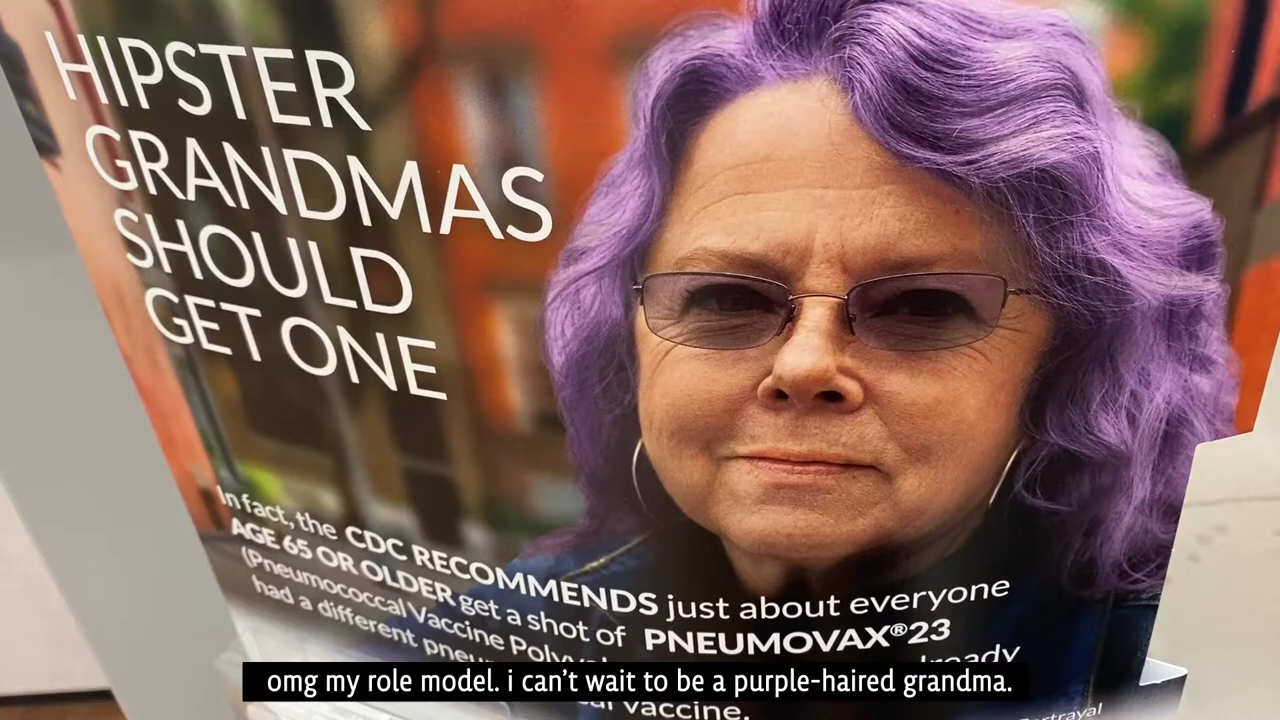 HIPSTER
GRANDMAS
SHOULD
GET ONE
In fact, the CDC RECOMMENDS just about everyone
AGE 65 OR OLDER get a shot of PNEUMOVAX®23
(Pneumococcal Vaccine
had a different
vaccine.
omg my role model. i can’t wait to be a purple-haired grandma.